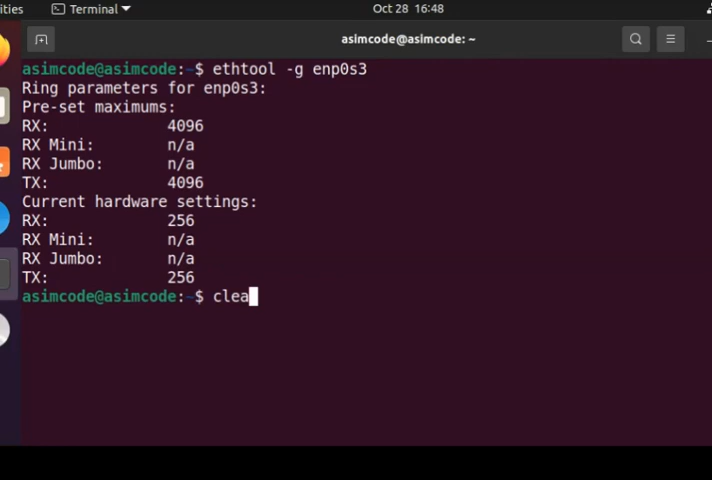 ities
Terminal
Oct 28 16:48
asimcode@asimcode: ~
asimcode@asimcode:~$ ethtool -g enp0s3
Ring parameters for enp0s3:
Pre-set maximums:
RX: 4096
RX Mini: n/a
RX Jumbo: n/a
TX: 4096
Current hardware settings:
RX: 256
RX Mini: n/a
RX Jumbo: n/a
TX: 256
asimcode@asimcode:~$ clea